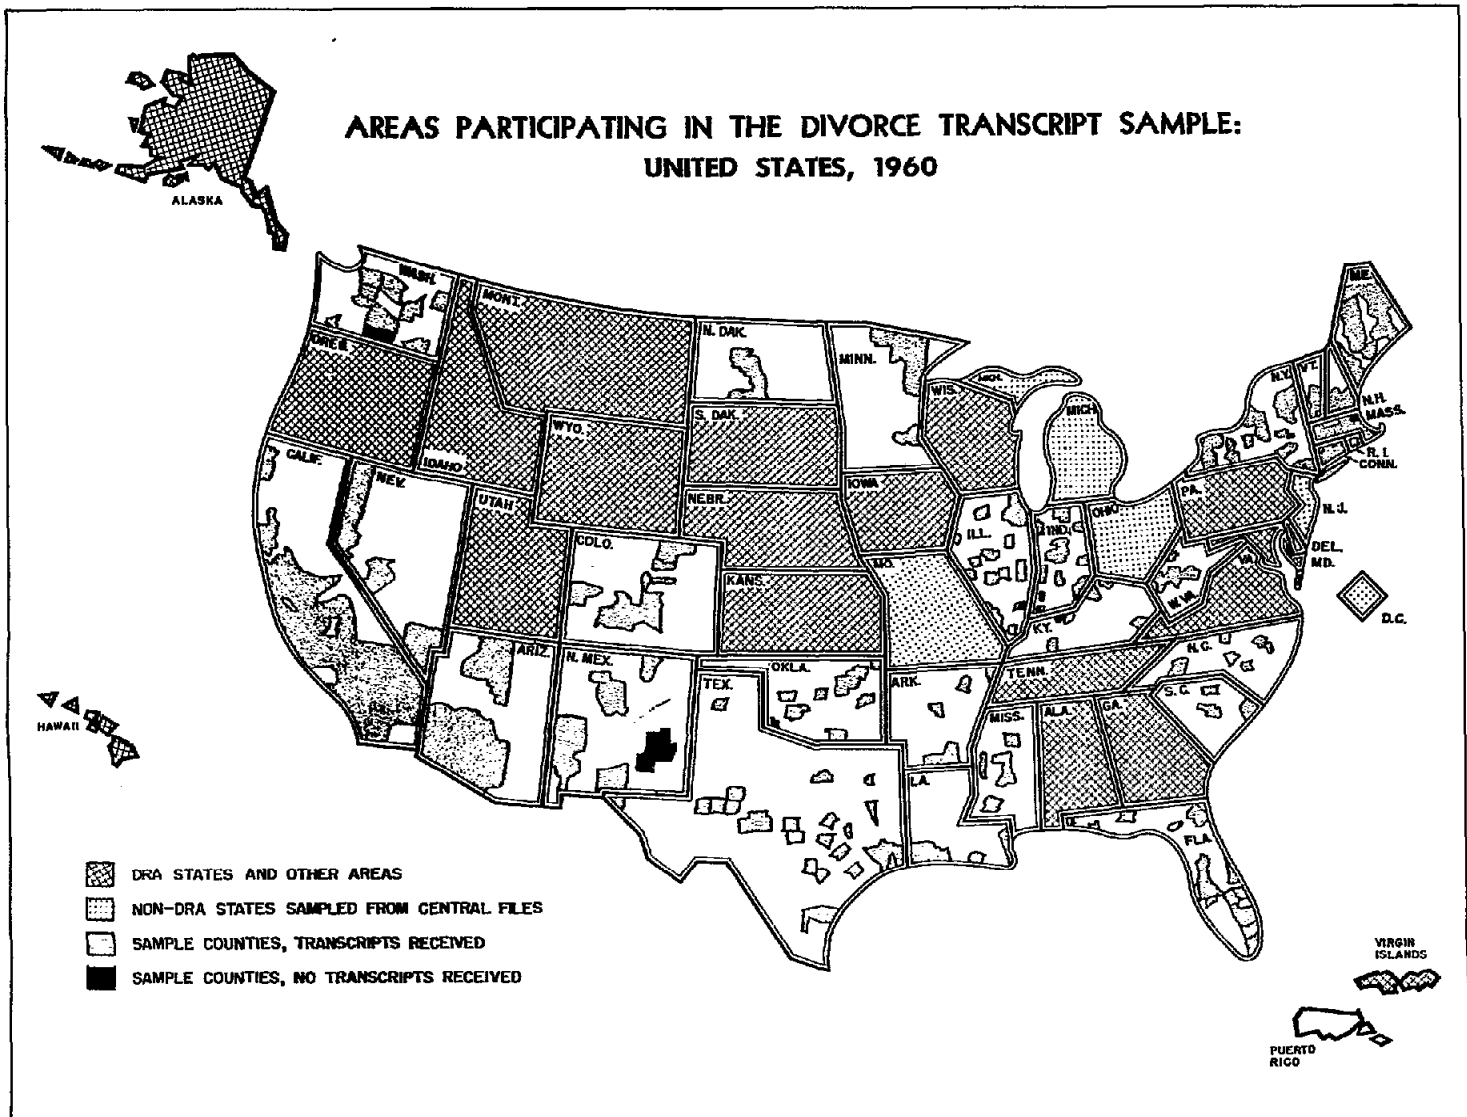 AREAS PARTICIPATING IN THE DIVORCE TRANSCRIPT SAMPLE:
UNITED STATES, 1960
ALASKA
WASH.
MONT.
N. DAK.
MINN.
ME.
OREG.
S. DAK.
WIS.
MICH.
MICH.
N.Y.
VT.
N.H.
MASS.
R. I.
CONN.
IDAHO
WYO.
CALIF.
NEV.
UTAH
NEBR.
IOWA
ILL.
IND.
OHIO
PA.
N. J.
DEL.
MD.
D.C.
COLO.
KANS.
MO.
KY.
W. VA.
VA.
ARIZ.
N. MEX.
OKLA.
TEX.
ARK.
TENN.
N. C.
S. C.
MISS.
ALA.
GA.
LA.
FLA.
HAWAII
DRA STATES AND OTHER AREAS
NON-DRA STATES SAMPLED FROM CENTRAL FILES
SAMPLE COUNTIES, TRANSCRIPTS RECEIVED
SAMPLE COUNTIES, NO TRANSCRIPTS RECEIVED
VIRGIN
ISLANDS
PUERTO
RICO